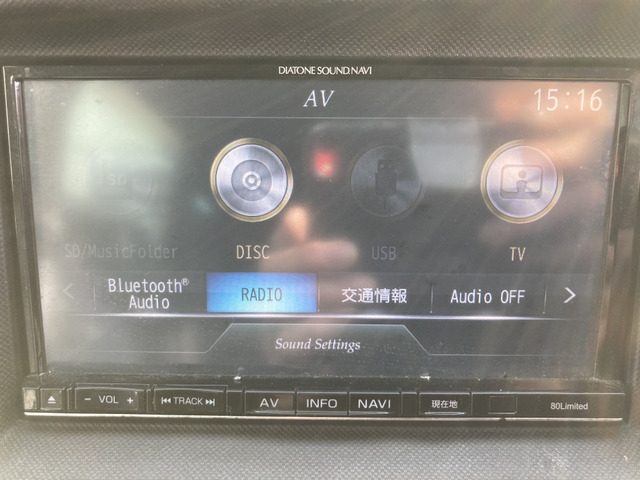 DIATONE SOUND.NAVI
AV 15:16
SD
SD/MusicFolder DISC USB TV
Bluetooth® Audio RADIO 交通情報 Audio OFF
Sound Settings
− VOL + TRACK AV INFO NAVI 現在地 80Limited